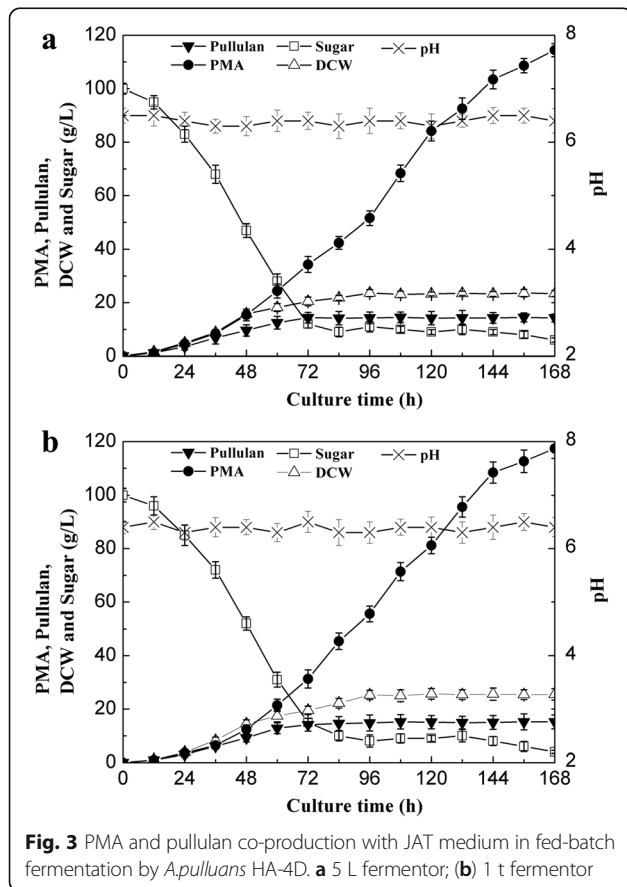 a
Pullulan Sugar pH
PMA DCW
120
100
80
60
40
20
0
8
6
4
2
PMA, Pullulan,
DCW and Sugar (g/L)
pH
0 24 48 72 96 120 144 168
Culture time (h)
b
Pullulan Sugar pH
PMA DCW
120
100
80
60
40
20
0
8
6
4
2
PMA, Pullulan,
DCW and Sugar (g/L)
pH
0 24 48 72 96 120 144 168
Culture time (h)
Fig. 3 PMA and pullulan co-production with JAT medium in fed-batch
fermentation by A.pulluans HA-4D. a 5 L fermentor; (b) 1 t fermentor